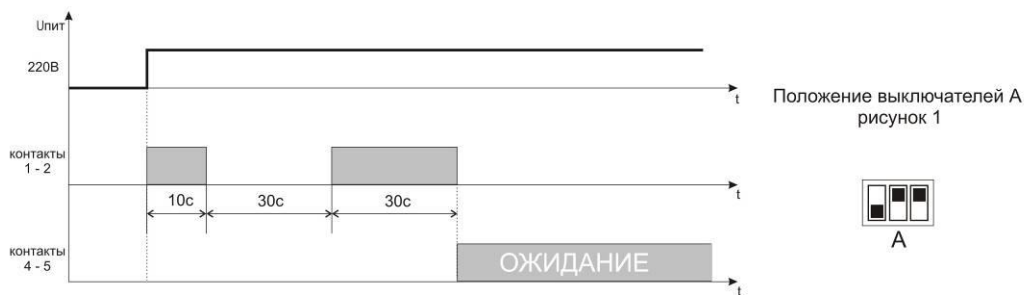 Uпит
220В
t
контакты
1 - 2
10с
30с
30с
t
контакты
4 - 5
ОЖИДАНИЕ
t
Положение выключателей А
рисунок 1
А